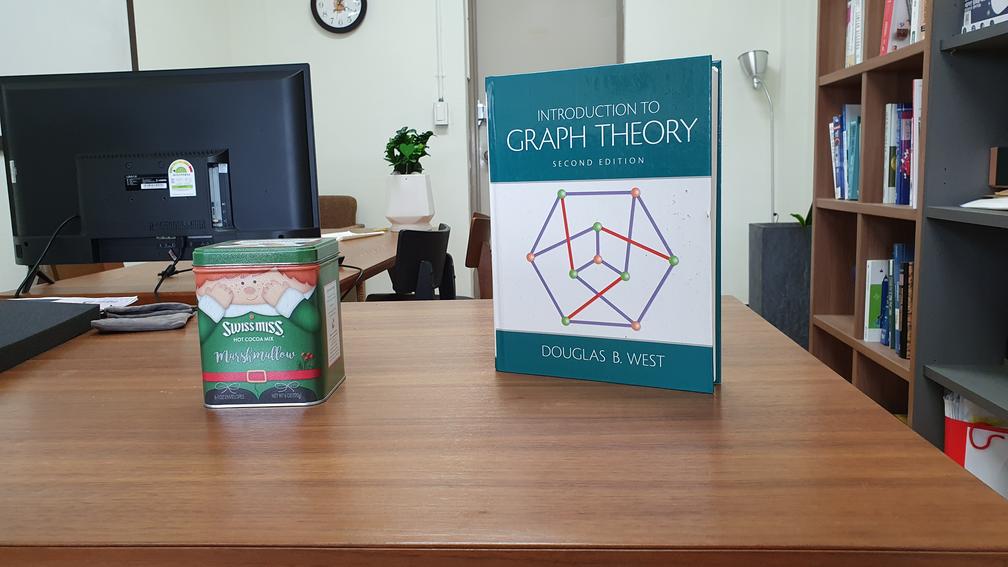 INTRODUCTION TO
GRAPH THEORY
SECOND EDITION
DOUGLAS B. WEST
SWISS MISS
HOT COCOA MIX
Marshmallow